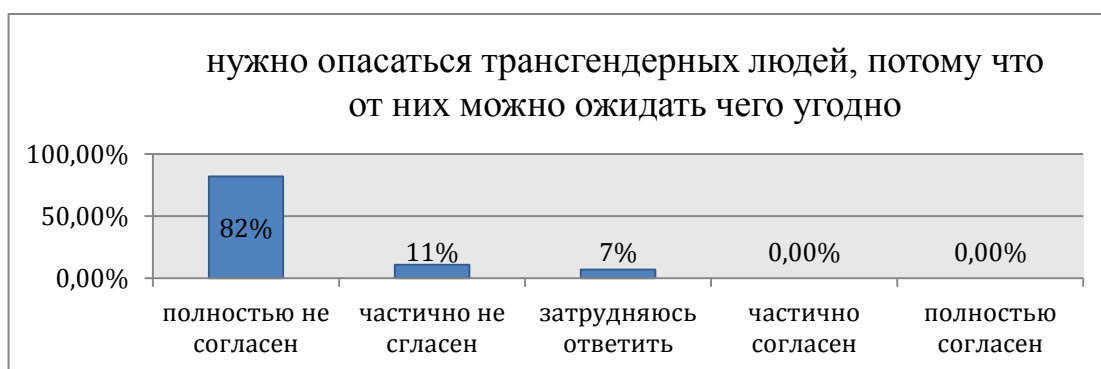 нужно опасаться трансгендерных людей, потому что
от них можно ожидать чего угодно
100,00%
50,00%
0,00%
82%
11%
7%
0,00%
0,00%
полностью не
согласен
частично не
сгласен
затрудняюсь
ответить
частично
согласен
полностью
согласен